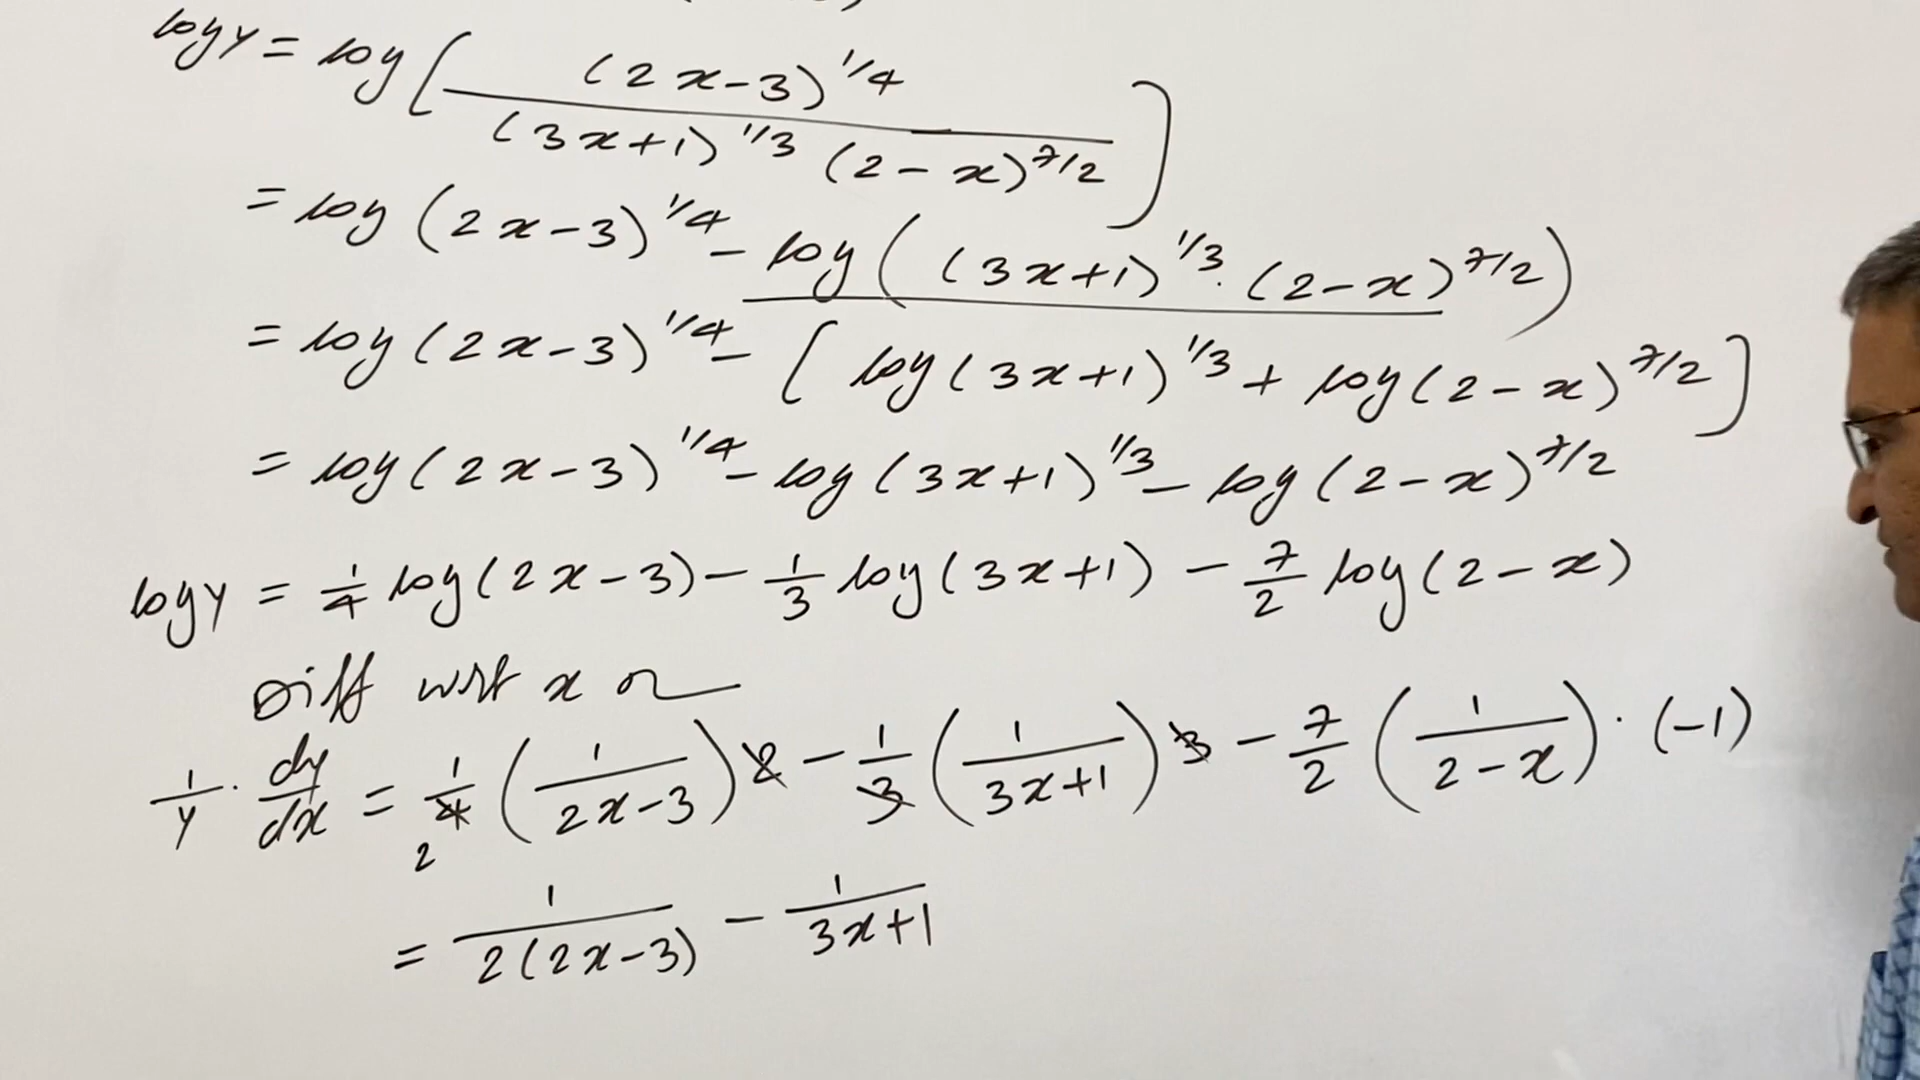 log y = log [ (2x-3)^1/4 / (3x+1)^1/3 (2-x)^7/2 ]
= log (2x-3)^1/4 - log ( (3x+1)^1/3 . (2-x)^7/2 )
= log (2x-3)^1/4 - [ log (3x+1)^1/3 + log (2-x)^7/2 ]
= log (2x-3)^1/4 - log (3x+1)^1/3 - log (2-x)^7/2
log y = 1/4 log (2x-3) - 1/3 log (3x+1) - 7/2 log (2-x)
Diff wrt x
1/y . dy/dx = 1/4 2 ( 1/(2x-3) ) 2 - 1/3 ( 1/(3x+1) ) 3 - 7/2 ( 1/(2-x) ) . (-1)
= 1/(2(2x-3)) - 1/(3x+1)